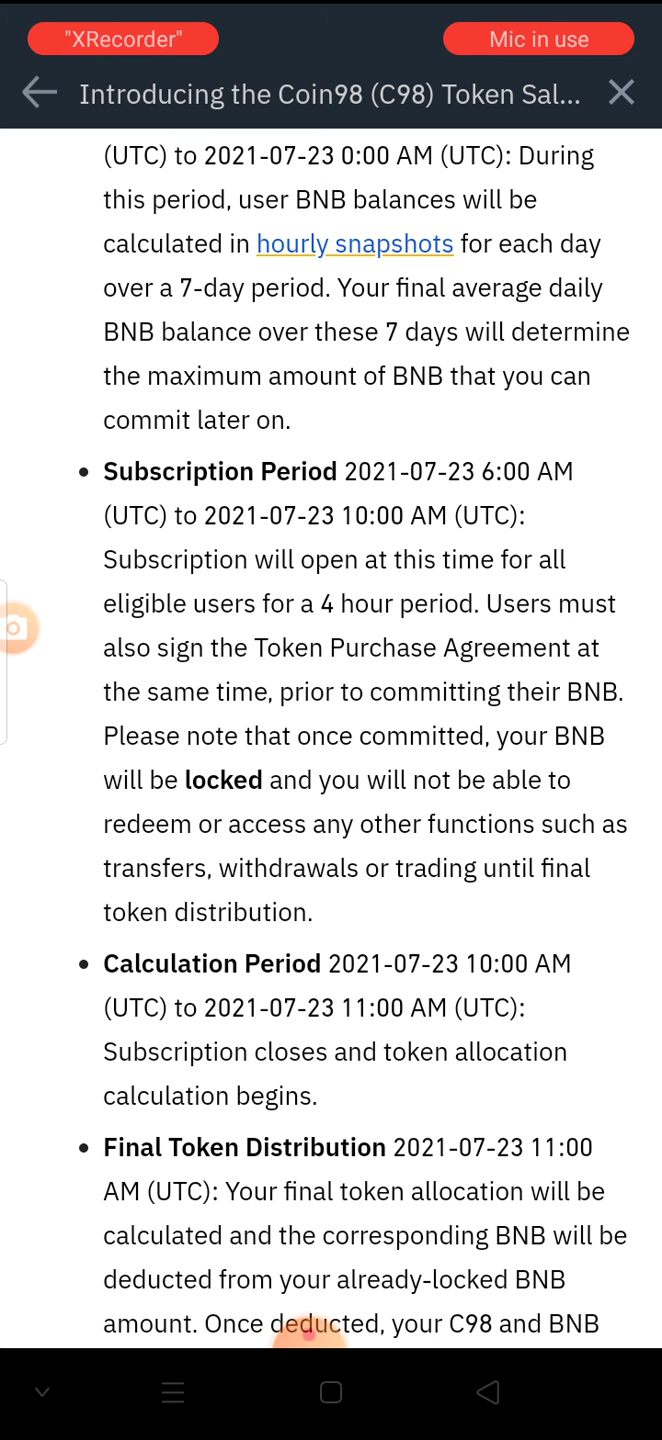 "XRecorder"
Mic in use
Introducing the Coin98 (C98) Token Sal...
(UTC) to 2021-07-23 0:00 AM (UTC): During
this period, user BNB balances will be
calculated in hourly snapshots for each day
over a 7-day period. Your final average daily
BNB balance over these 7 days will determine
the maximum amount of BNB that you can
commit later on.
• Subscription Period 2021-07-23 6:00 AM
(UTC) to 2021-07-23 10:00 AM (UTC):
Subscription will open at this time for all
eligible users for a 4 hour period. Users must
also sign the Token Purchase Agreement at
the same time, prior to committing their BNB.
Please note that once committed, your BNB
will be locked and you will not be able to
redeem or access any other functions such as
transfers, withdrawals or trading until final
token distribution.
• Calculation Period 2021-07-23 10:00 AM
(UTC) to 2021-07-23 11:00 AM (UTC):
Subscription closes and token allocation
calculation begins.
• Final Token Distribution 2021-07-23 11:00
AM (UTC): Your final token allocation will be
calculated and the corresponding BNB will be
deducted from your already-locked BNB
amount. Once deducted, your C98 and BNB